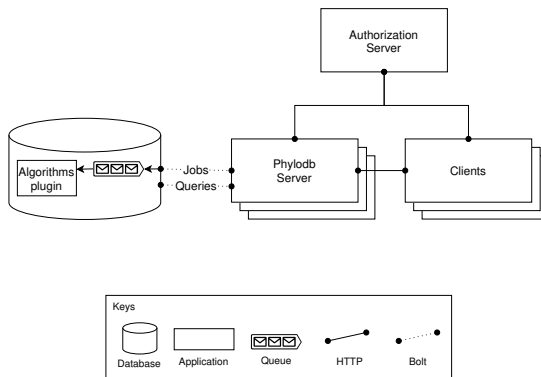 Authorization
Server
Algorithms
plugin
Jobs
Queries
Phylodb
Server
Clients
Keys
Database
Application
Queue
HTTP
Bolt